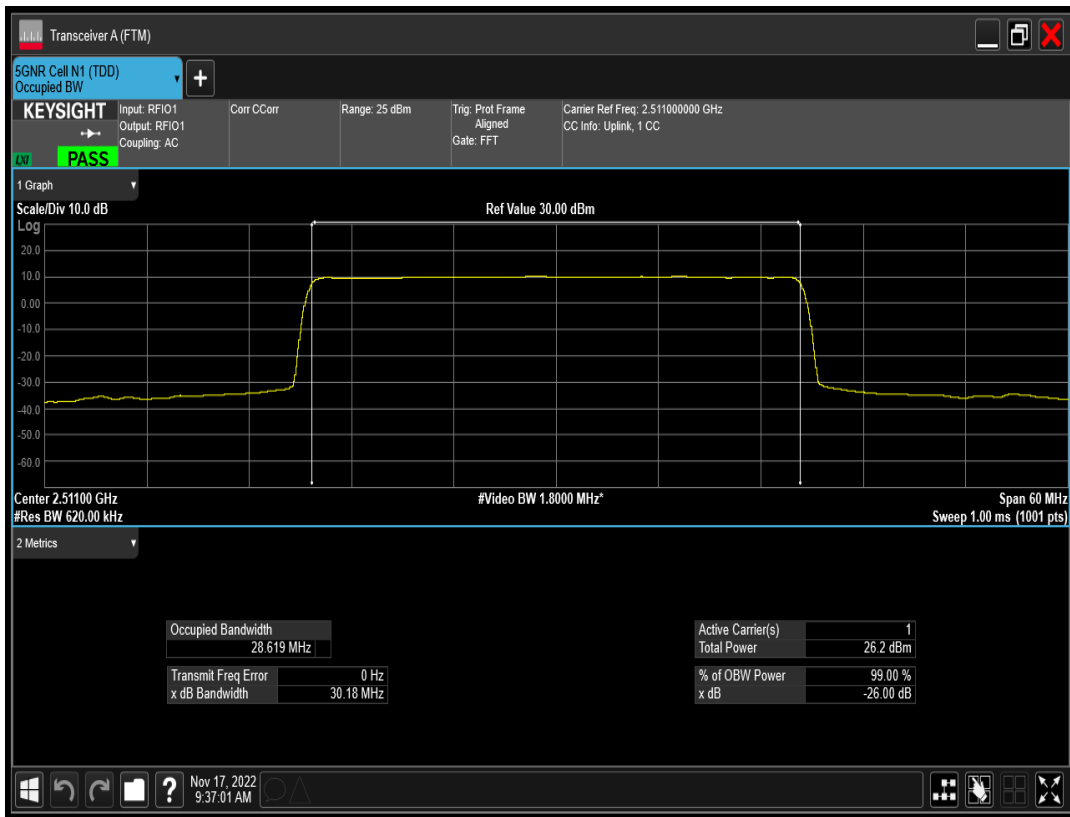 Transceiver A (FTM)
5GNR Cell N1 (TDD)
Occupied BW
+
KEYSIGHT
LXI
PASS
Input: RFIO1
Output: RFIO1
Coupling: AC
Corr CCorr
Range: 25 dBm
Trig: Prot Frame
Aligned
Gate: FFT
Carrier Ref Freq: 2.511000000 GHz
CC Info: Uplink, 1 CC
1 Graph
Scale/Div 10.0 dB
Ref Value 30.00 dBm
Log
20.0
10.0
0.00
-10.0
-20.0
-30.0
-40.0
-50.0
-60.0
Center 2.51100 GHz
#Video BW 1.8000 MHz*
Span 60 MHz
#Res BW 620.00 kHz
Sweep 1.00 ms (1001 pts)
2 Metrics
Occupied Bandwidth
28.619 MHz
Transmit Freq Error 0 Hz
x dB Bandwidth 30.18 MHz
Active Carrier(s) 1
Total Power 26.2 dBm
% of OBW Power 99.00 %
x dB -26.00 dB
?
Nov 17, 2022
9:37:01 AM